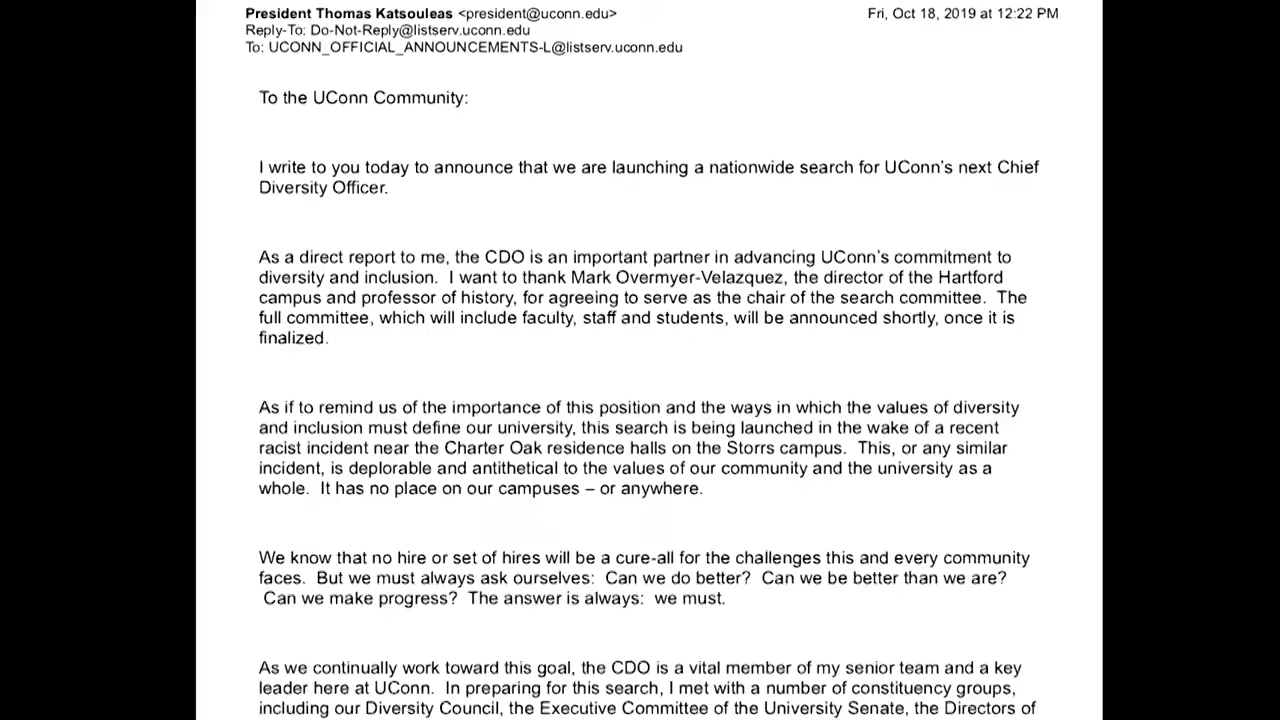 President Thomas Katsouleas <president@uconn.edu> Fri, Oct 18, 2019 at 12:22 PM
Reply-To: Do-Not-Reply@listserv.uconn.edu
To: UCONN_OFFICIAL_ANNOUNCEMENTS-L@listserv.uconn.edu
To the UConn Community:
I write to you today to announce that we are launching a nationwide search for UConn's next Chief
Diversity Officer.
As a direct report to me, the CDO is an important partner in advancing UConn's commitment to
diversity and inclusion.  I want to thank Mark Overmyer-Velazquez, the director of the Hartford
campus and professor of history, for agreeing to serve as the chair of the search committee.  The
full committee, which will include faculty, staff and students, will be announced shortly, once it is
finalized.
As if to remind us of the importance of this position and the ways in which the values of diversity
and inclusion must define our university, this search is being launched in the wake of a recent
racist incident near the Charter Oak residence halls on the Storrs campus.  This, or any similar
incident, is deplorable and antithetical to the values of our community and the university as a
whole.  It has no place on our campuses – or anywhere.
We know that no hire or set of hires will be a cure-all for the challenges this and every community
faces.  But we must always ask ourselves:  Can we do better?  Can we be better than we are?
Can we make progress?  The answer is always:  we must.
As we continually work toward this goal, the CDO is a vital member of my senior team and a key
leader here at UConn.  In preparing for this search, I met with a number of constituency groups,
including our Diversity Council, the Executive Committee of the University Senate, the Directors of